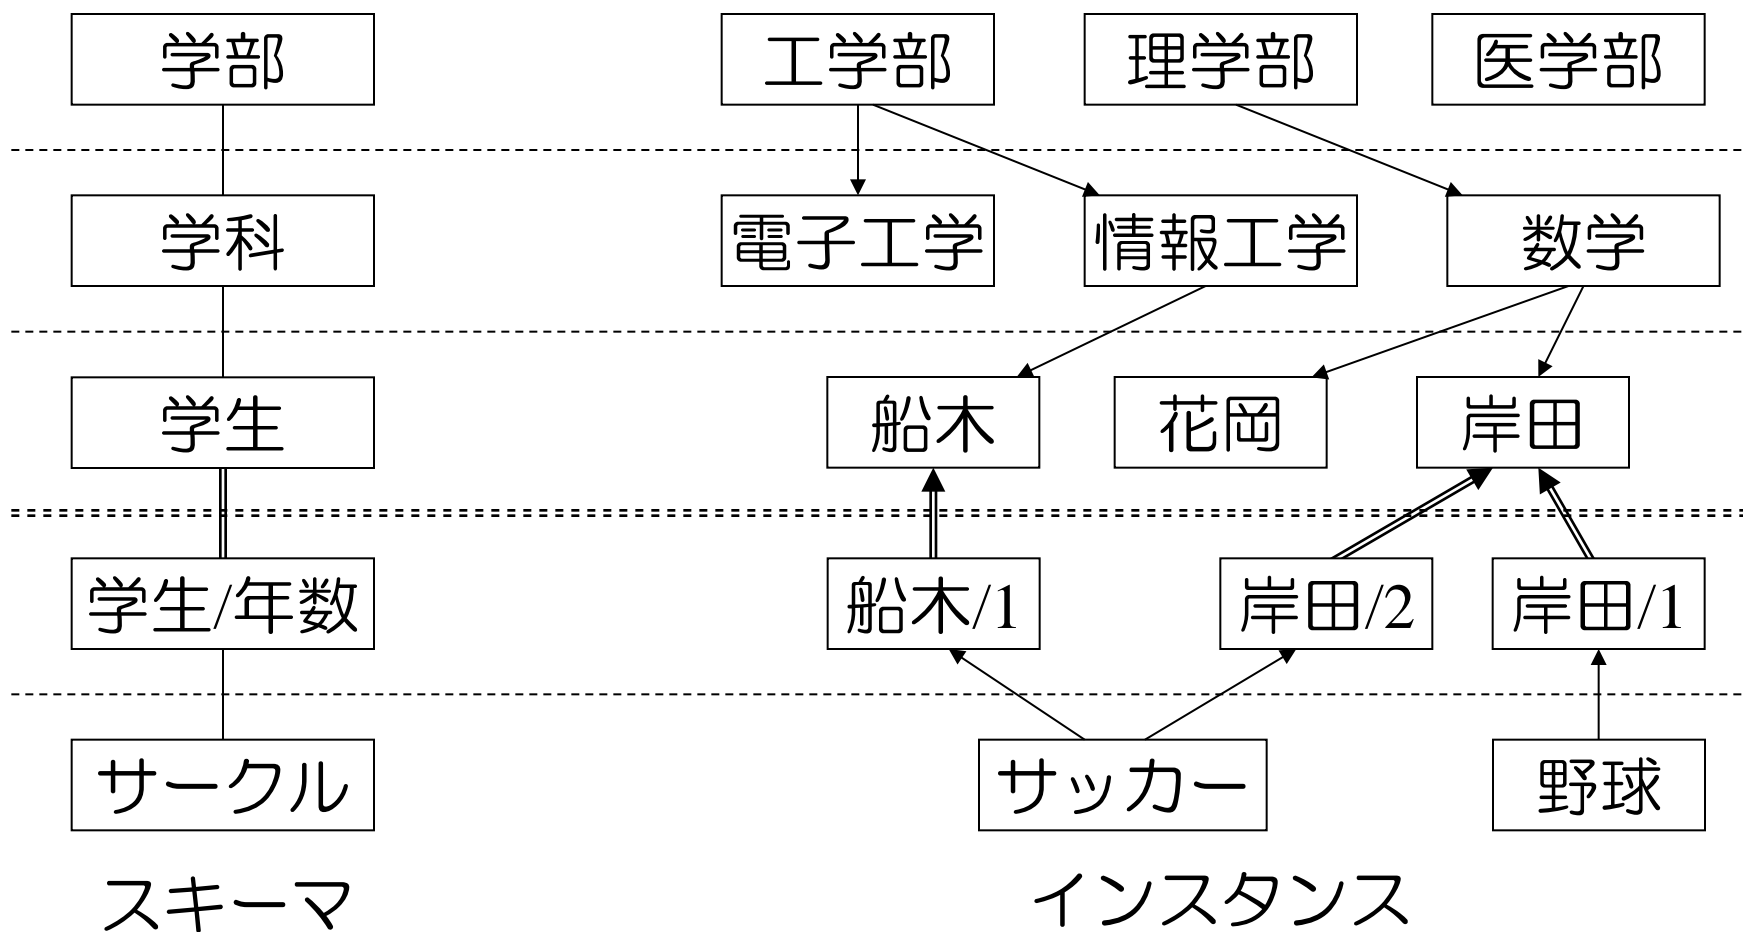 学部 工学部 理学部 医学部
学科 電子工学 情報工学 数学
学生 船木 花岡 岸田
学生/年数 船木/1 岸田/2 岸田/1
サークル サッカー 野球
スキーマ インスタンス